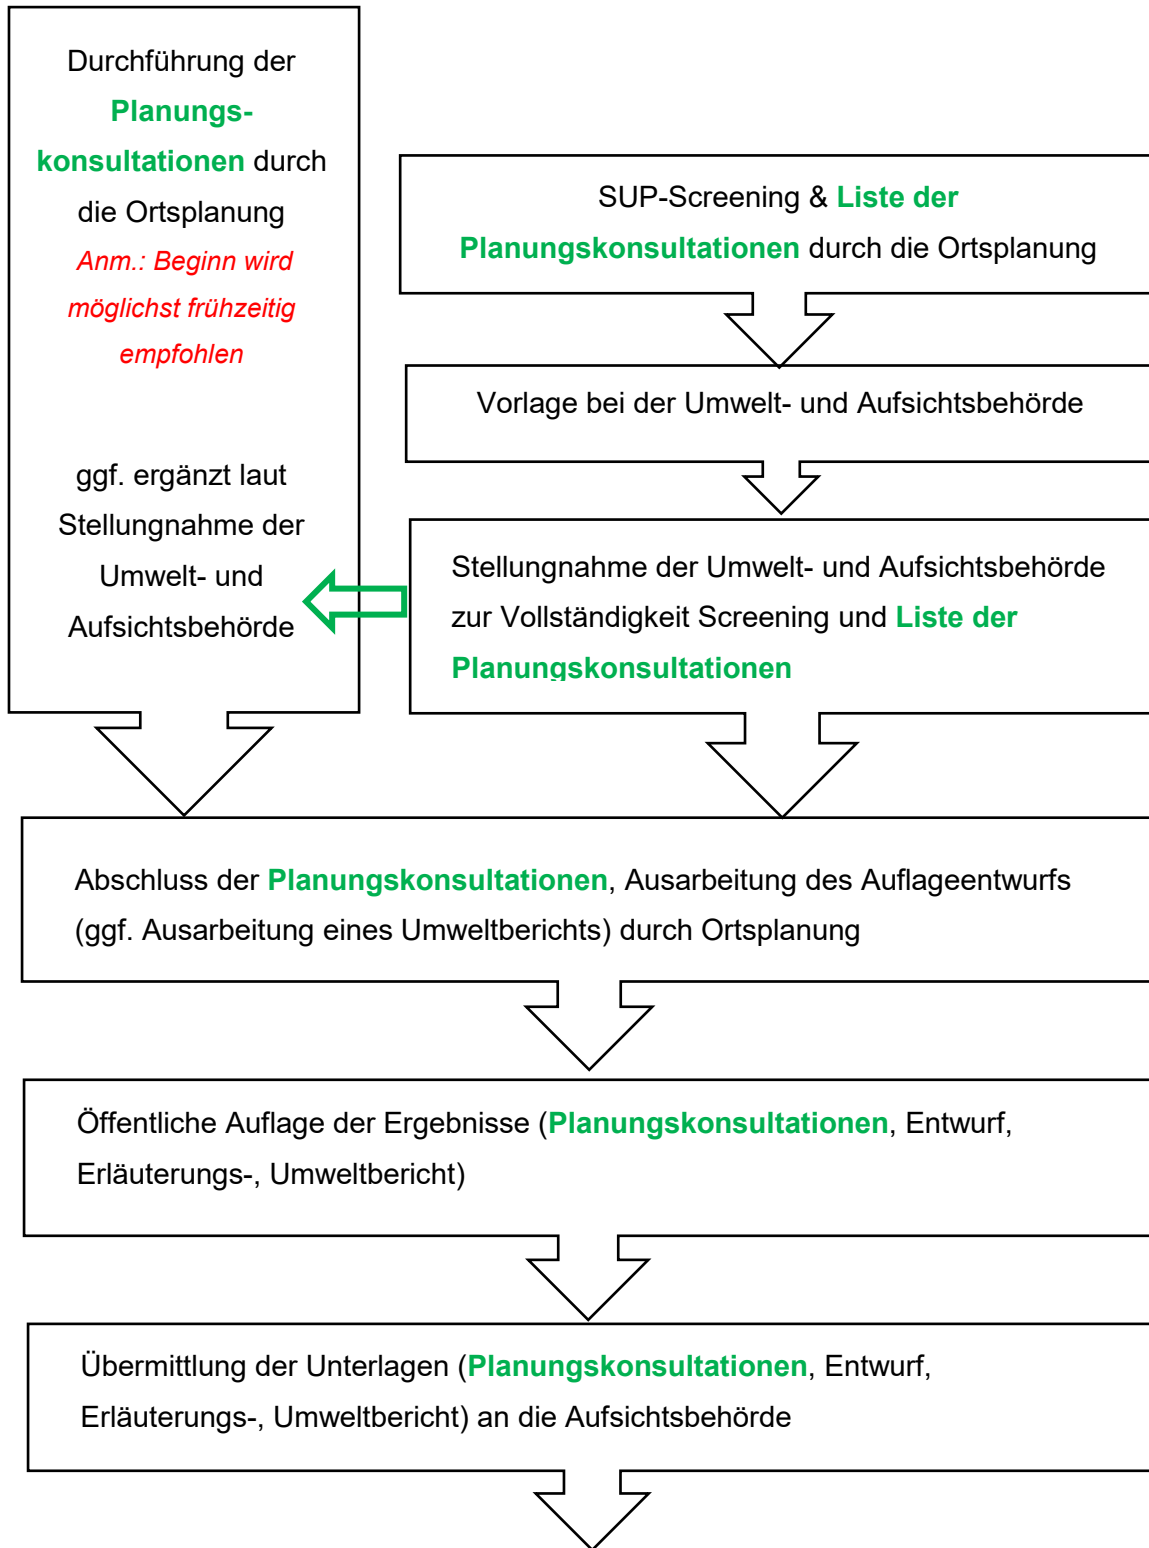 Durchführung der
Planungs-
konsultationen durch
die Ortsplanung
Anm.: Beginn wird
möglichst frühzeitig
empfohlen
ggf. ergänzt laut
Stellungnahme der
Umwelt- und
Aufsichtsbehörde
SUP-Screening & Liste der
Planungskonsultationen durch die Ortsplanung
Vorlage bei der Umwelt- und Aufsichtsbehörde
Stellungnahme der Umwelt- und Aufsichtsbehörde
zur Vollständigkeit Screening und Liste der
Planungskonsultationen
Abschluss der Planungskonsultationen, Ausarbeitung des Auflageentwurfs
(ggf. Ausarbeitung eines Umweltberichts) durch Ortsplanung
Öffentliche Auflage der Ergebnisse (Planungskonsultationen, Entwurf,
Erläuterungs-, Umweltbericht)
Übermittlung der Unterlagen (Planungskonsultationen, Entwurf,
Erläuterungs-, Umweltbericht) an die Aufsichtsbehörde